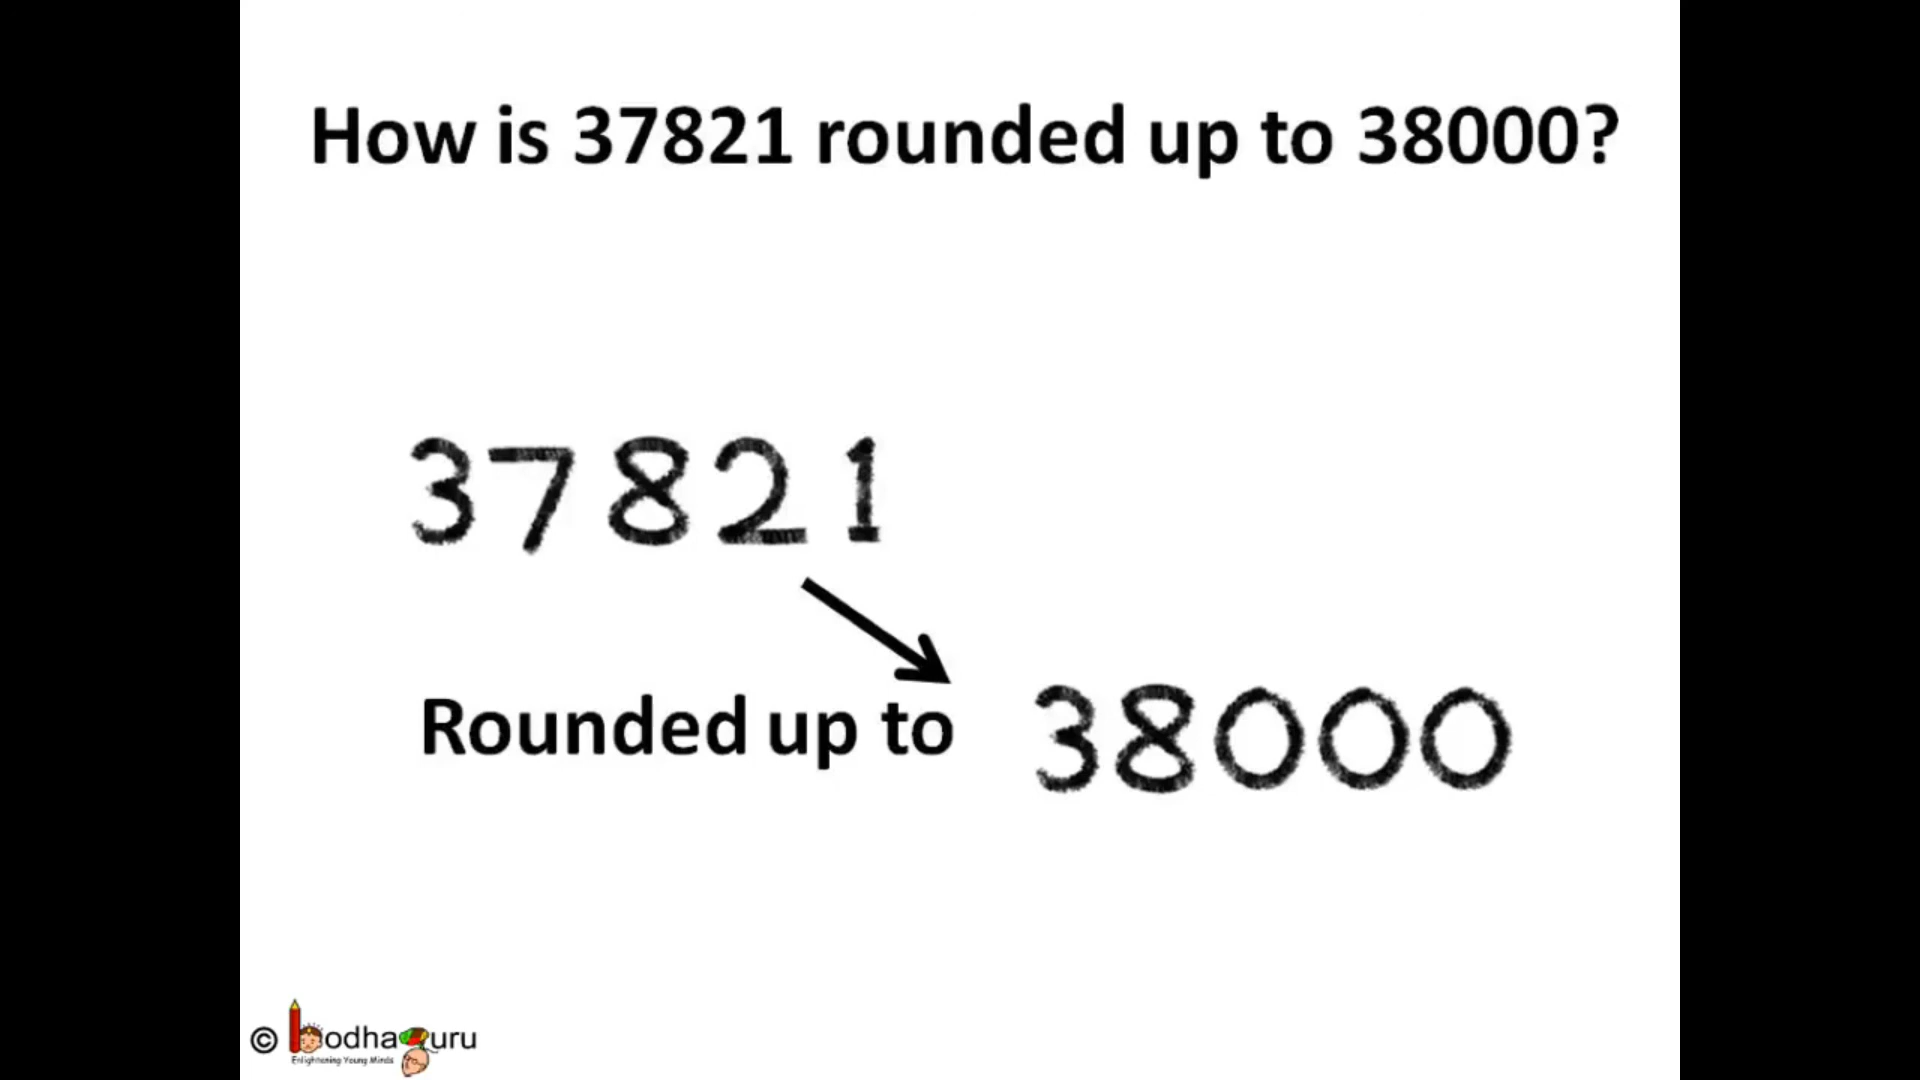 How is 37821 rounded up to 38000?
37821
Rounded up to 38000
© bodhaguru
Enlightening Young Minds